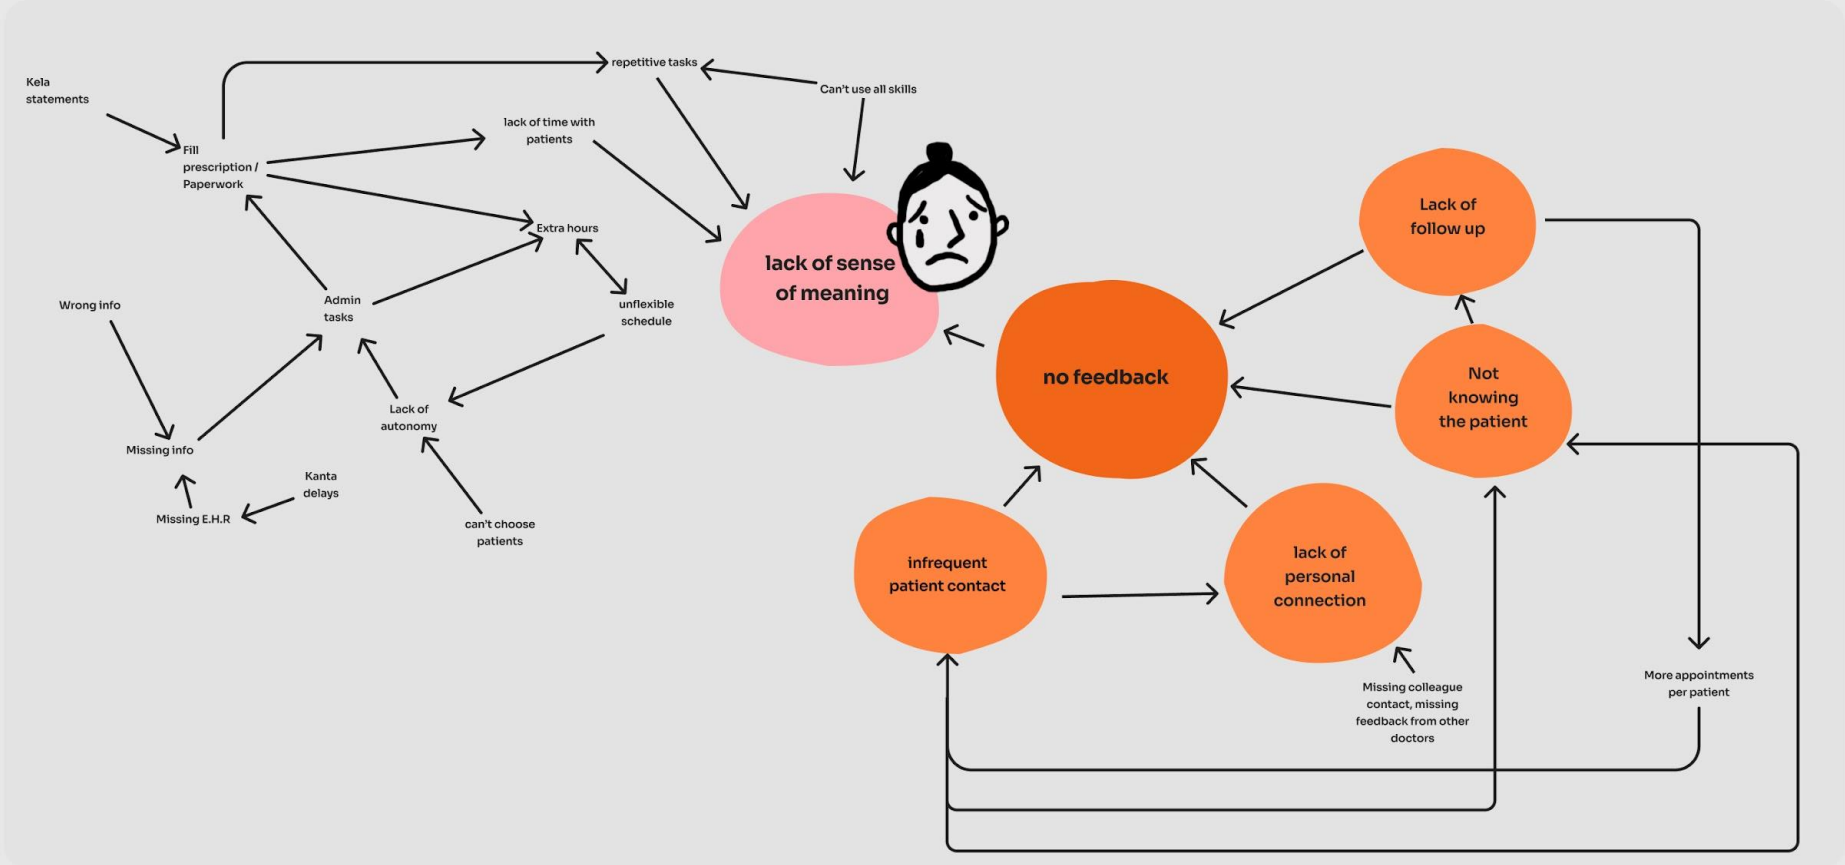 Kela
statements
repetitive tasks
Can't use all skills
lack of time with
patients
Fill
prescription /
Paperwork
Extra hours
Admin
tasks
unflexible
schedule
Wrong info
Lack of
autonomy
Missing info
Kanta
delays
Missing E.H.R
can't choose
patients
lack of sense
of meaning
no feedback
Lack of
follow up
Not
knowing
the patient
infrequent
patient contact
lack of
personal
connection
Missing colleague
contact, missing
feedback from other
doctors
More appointments
per patient